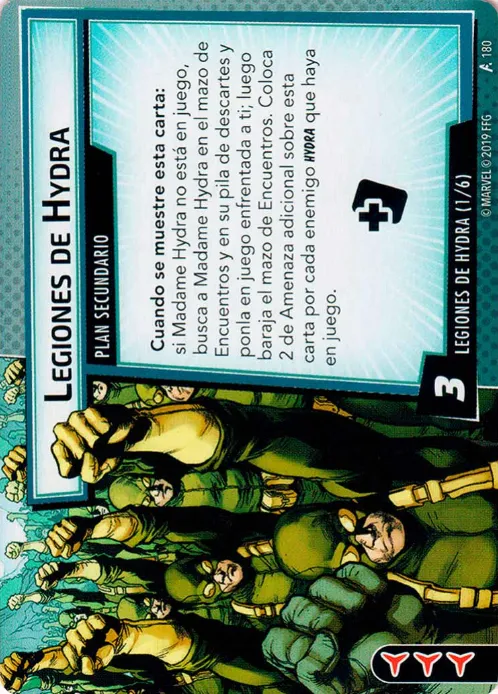 LEGIONES DE HYDRA
PLAN SECUNDARIO
Cuando se muestre esta carta:
si Madame Hydra no está en juego,
busca a Madame Hydra en el mazo de
Encuentros y en su pila de descartes y
ponla en juego enfrentada a ti; luego
baraja el mazo de Encuentros. Coloca
2 de Amenaza adicional sobre esta
carta por cada enemigo HYDRA que haya
en juego.
3
LEGIONES DE HYDRA (1/6)
© MARVEL © 2019 FFG
180